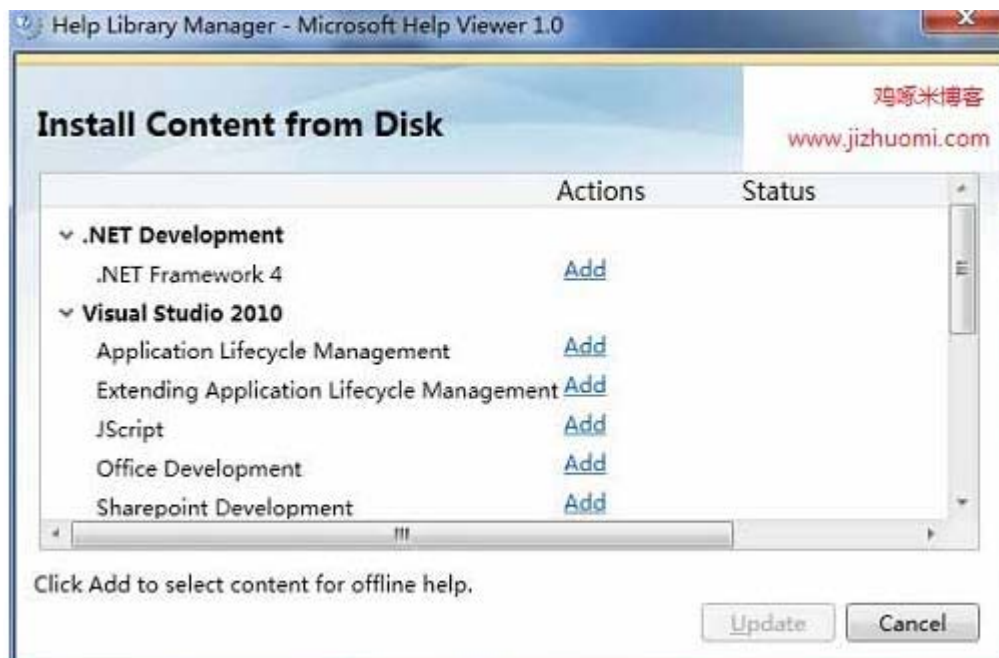 Help Library Manager - Microsoft Help Viewer 1.0
鸡啄米博客
Install Content from Disk
www.jizhuomi.com
Actions Status
.NET Development
.NET Framework 4 Add
Visual Studio 2010
Application Lifecycle Management Add
Extending Application Lifecycle Management Add
JScript Add
Office Development Add
Sharepoint Development Add
Click Add to select content for offline help.
Update Cancel